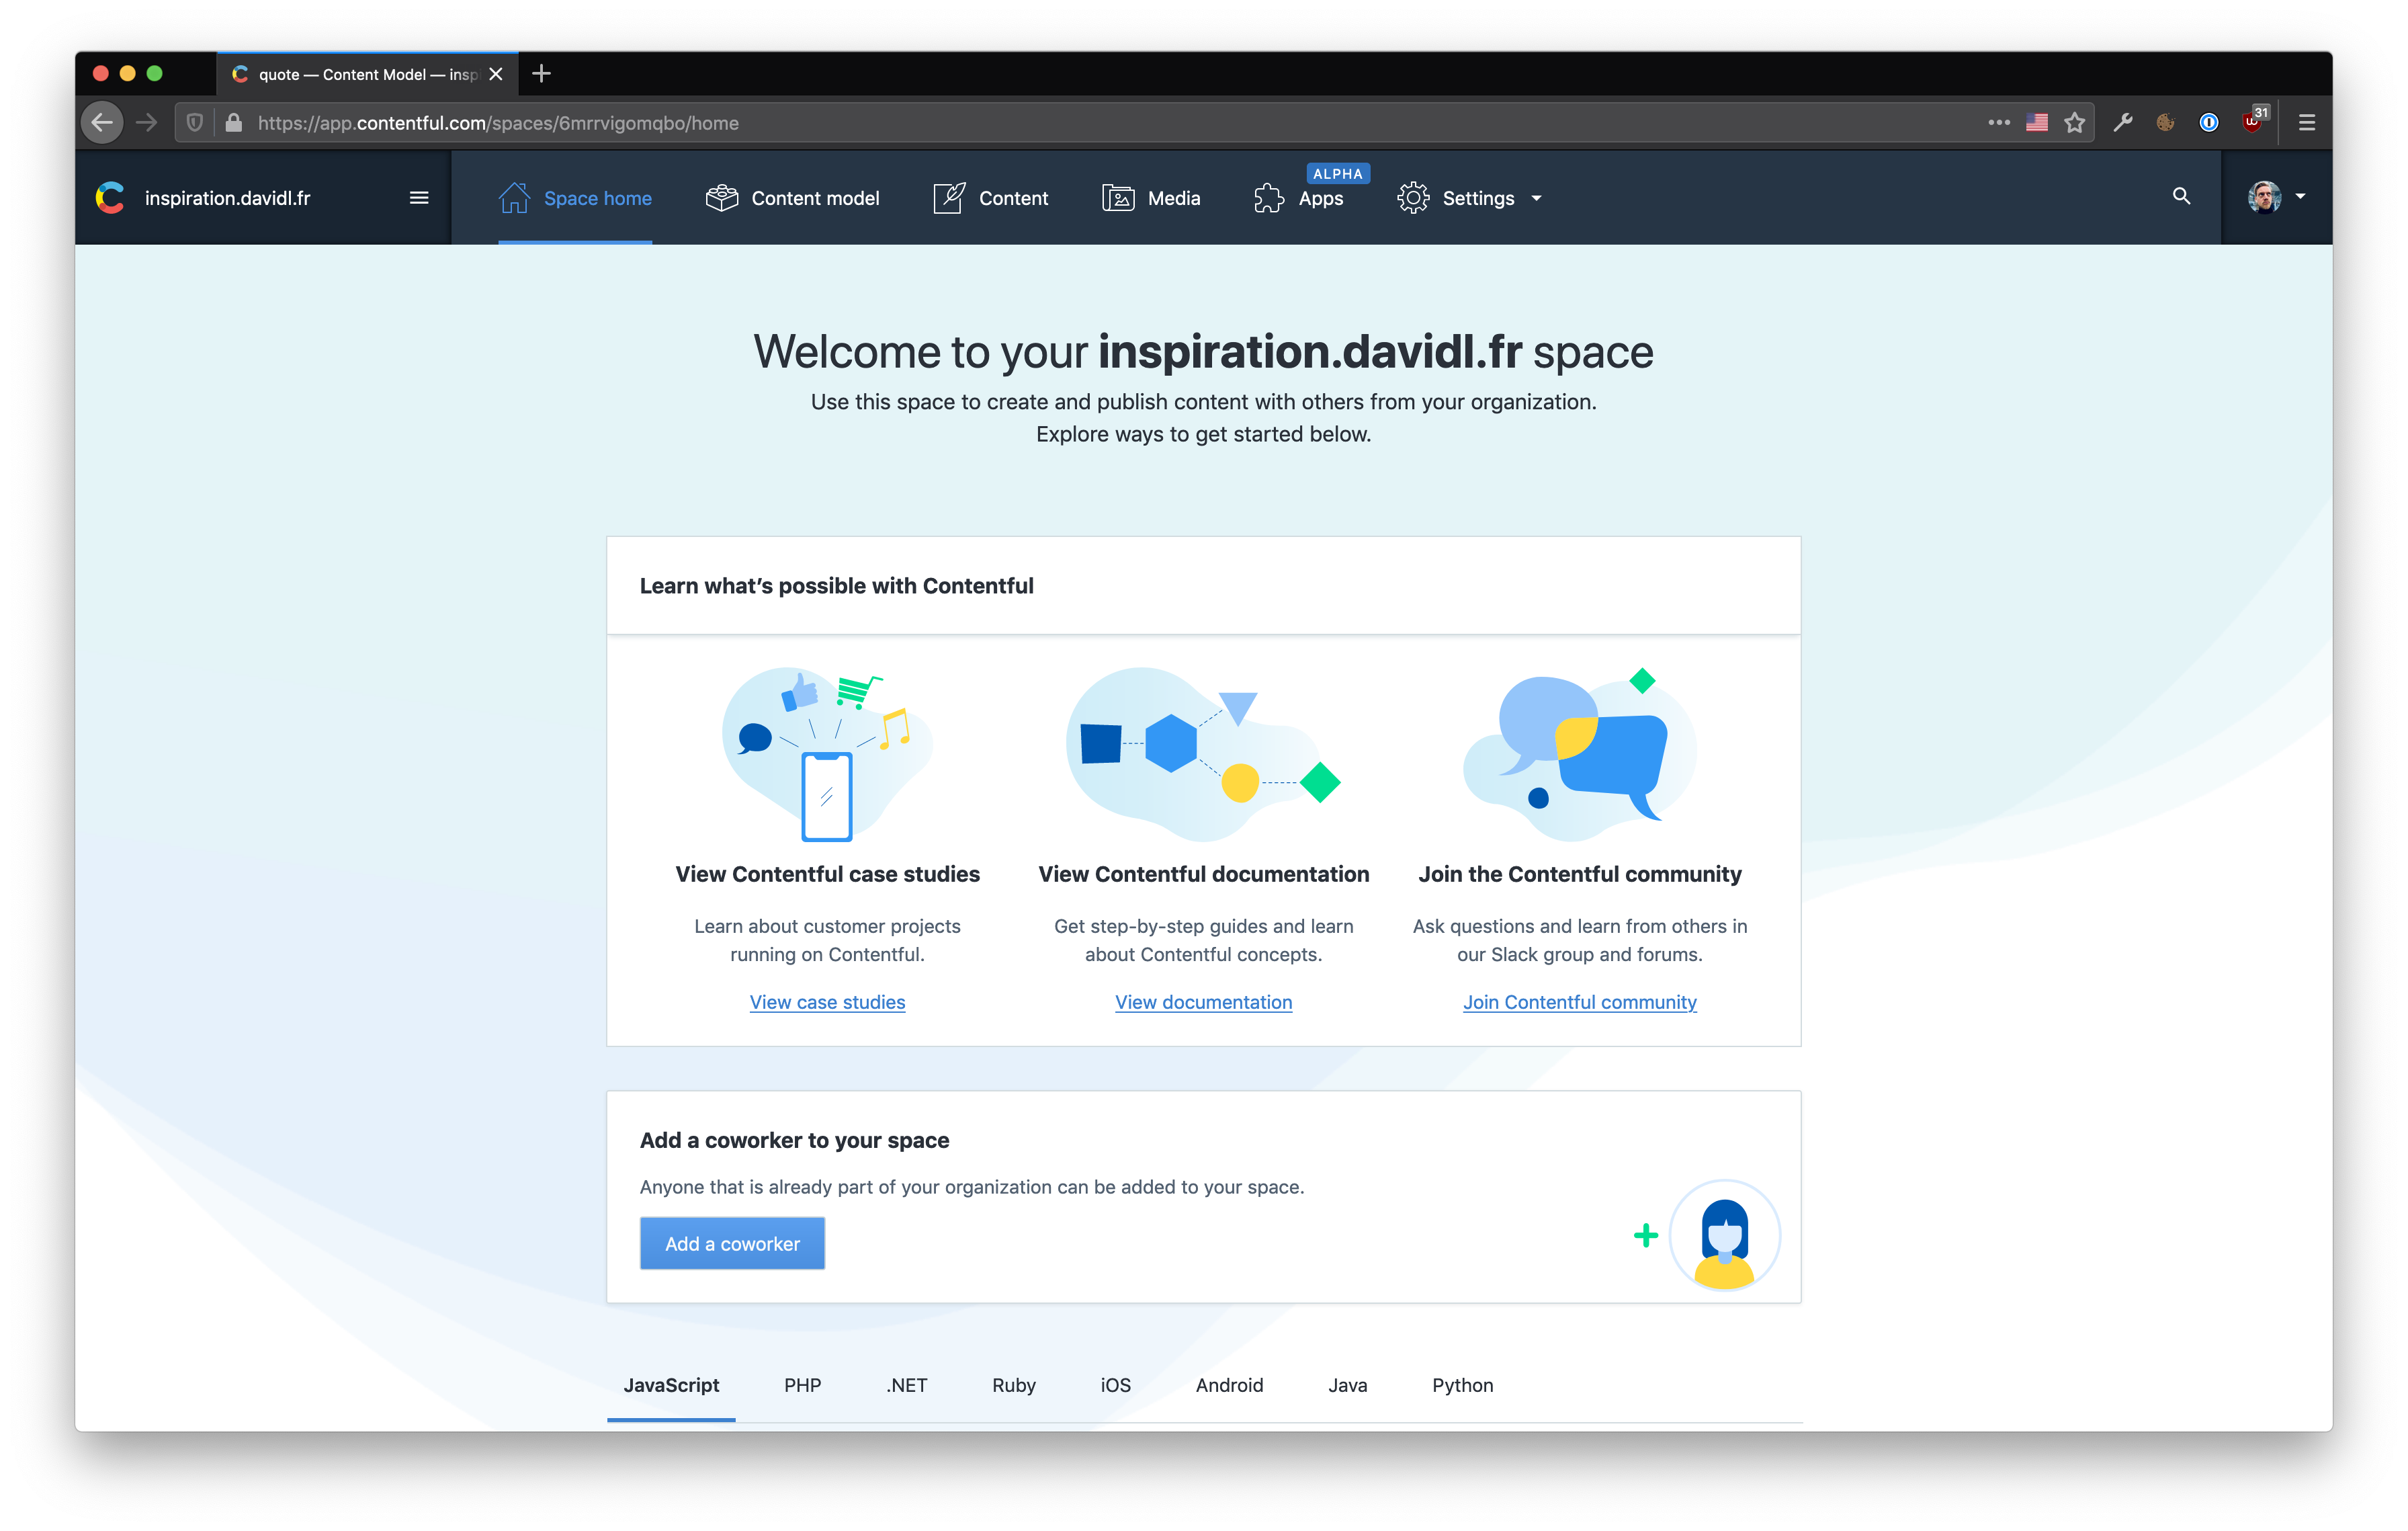 quote — Content Model — insp
https://app.contentful.com/spaces/6mrrvigomqbo/home
31
inspiration.davidl.fr
Space home
Content model
Content
Media
ALPHA
Apps
Settings
Welcome to your inspiration.davidl.fr space
Use this space to create and publish content with others from your organization.
Explore ways to get started below.
Learn what’s possible with Contentful
View Contentful case studies
Learn about customer projects
running on Contentful.
View case studies
View Contentful documentation
Get step-by-step guides and learn
about Contentful concepts.
View documentation
Join the Contentful community
Ask questions and learn from others in
our Slack group and forums.
Join Contentful community
Add a coworker to your space
Anyone that is already part of your organization can be added to your space.
Add a coworker
JavaScript PHP .NET Ruby iOS Android Java Python